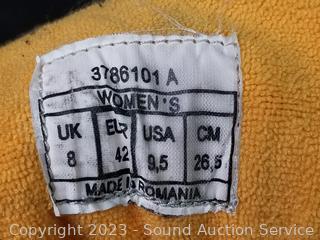 3786101 A
WOMEN'S
UK EUR USA CM
8 42 9,5 26,5
MADE IN ROMANIA
Copyright 2023 - Sound Auction Service